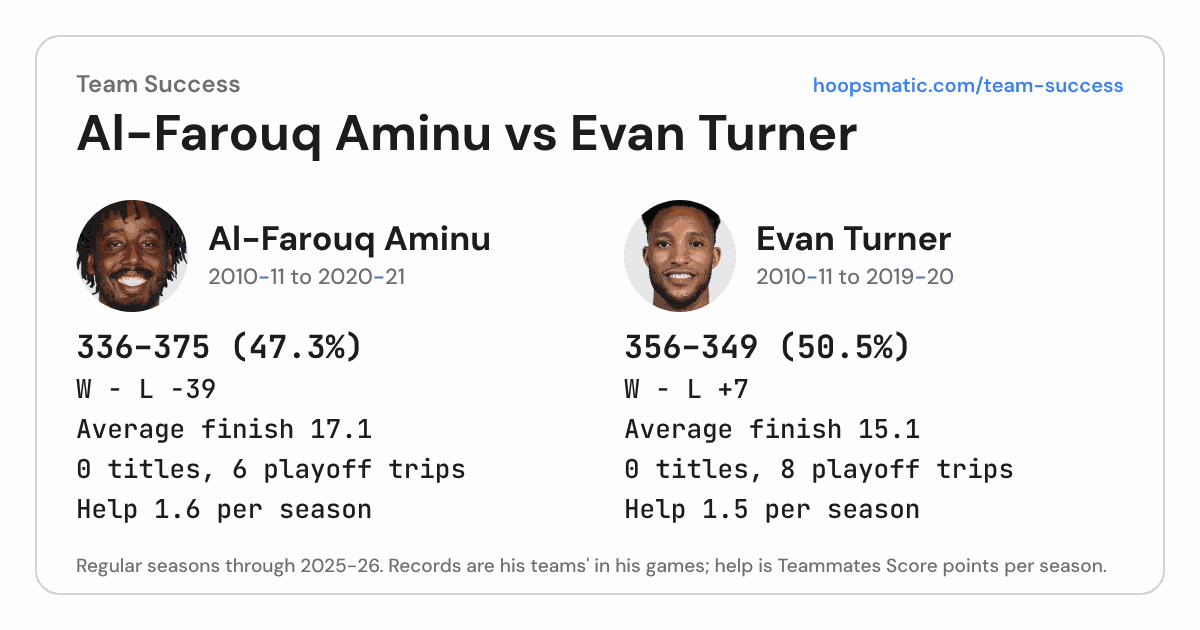 Team Success
hoopsmatic.com/team-success
Al-Farouq Aminu vs Evan Turner
Al-Farouq Aminu
2010-11 to 2020-21
336-375 (47.3%)
W - L -39
Average finish 17.1
0 titles, 6 playoff trips
Help 1.6 per season
Evan Turner
2010-11 to 2019-20
356-349 (50.5%)
W - L +7
Average finish 15.1
0 titles, 8 playoff trips
Help 1.5 per season
Regular seasons through 2025-26. Records are his teams' in his games; help is Teammates Score points per season.